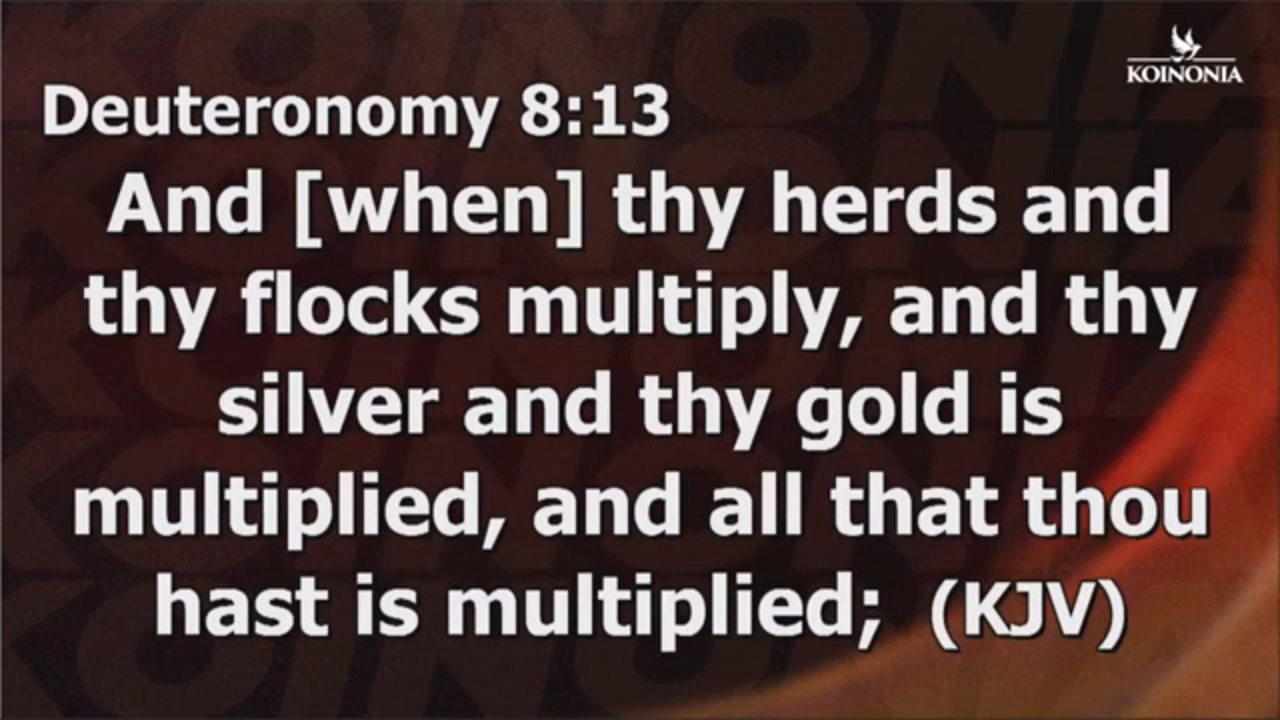 KOINONIA
Deuteronomy 8:13
And [when] thy herds and
thy flocks multiply, and thy
silver and thy gold is
multiplied, and all that thou
hast is multiplied; (KJV)